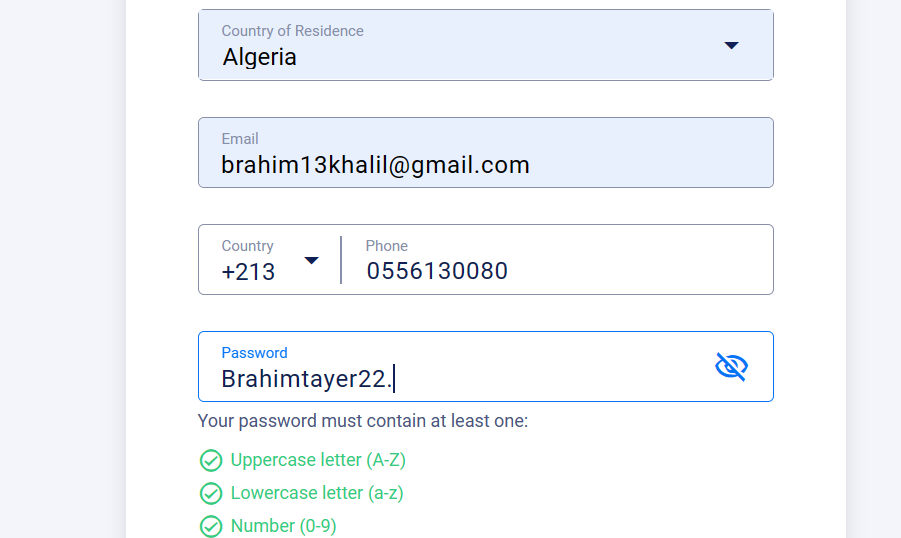 Country of Residence
Algeria
Email
brahim13khalil@gmail.com
Country
Phone
+213
0556130080
Password
Brahimtayer22.
Your password must contain at least one:
Uppercase letter (A-Z)
Lowercase letter (a-z)
Number (0-9)